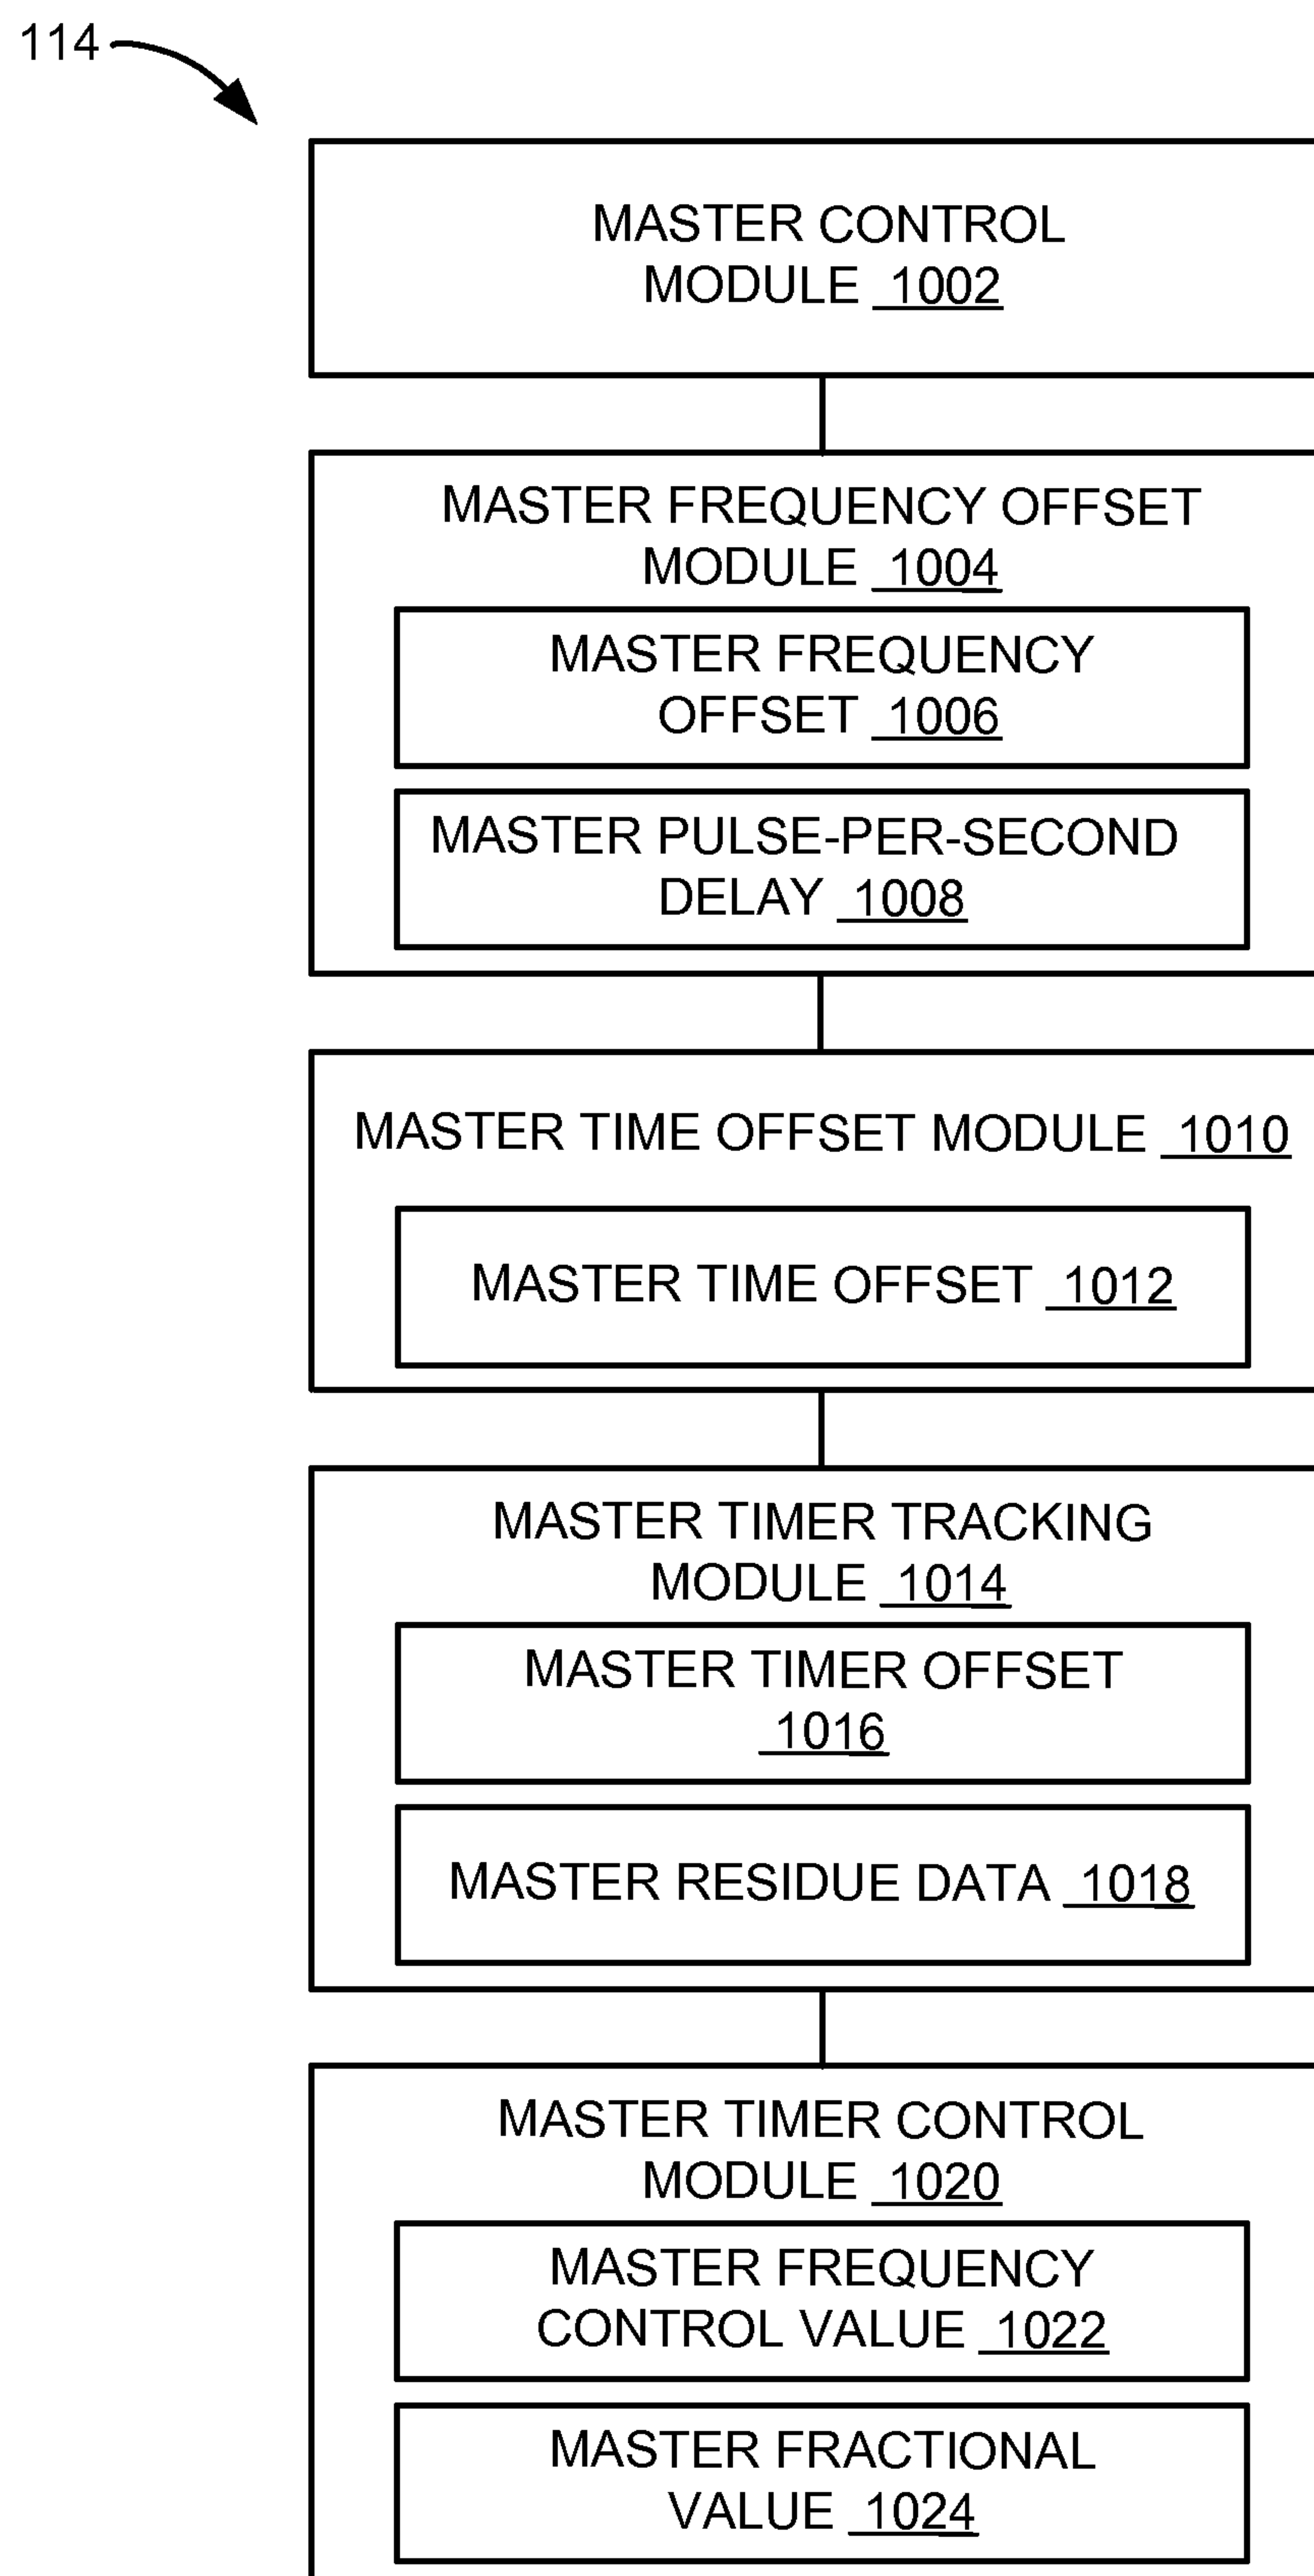 114
MASTER CONTROL
MODULE 1002
MASTER FREQUENCY OFFSET
MODULE 1004
MASTER FREQUENCY
OFFSET 1006
MASTER PULSE-PER-SECOND
DELAY 1008
MASTER TIME OFFSET MODULE 1010
MASTER TIME OFFSET 1012
MASTER TIMER TRACKING
MODULE 1014
MASTER TIMER OFFSET
1016
MASTER RESIDUE DATA 1018
MASTER TIMER CONTROL
MODULE 1020
MASTER FREQUENCY
CONTROL VALUE 1022
MASTER FRACTIONAL
VALUE 1024